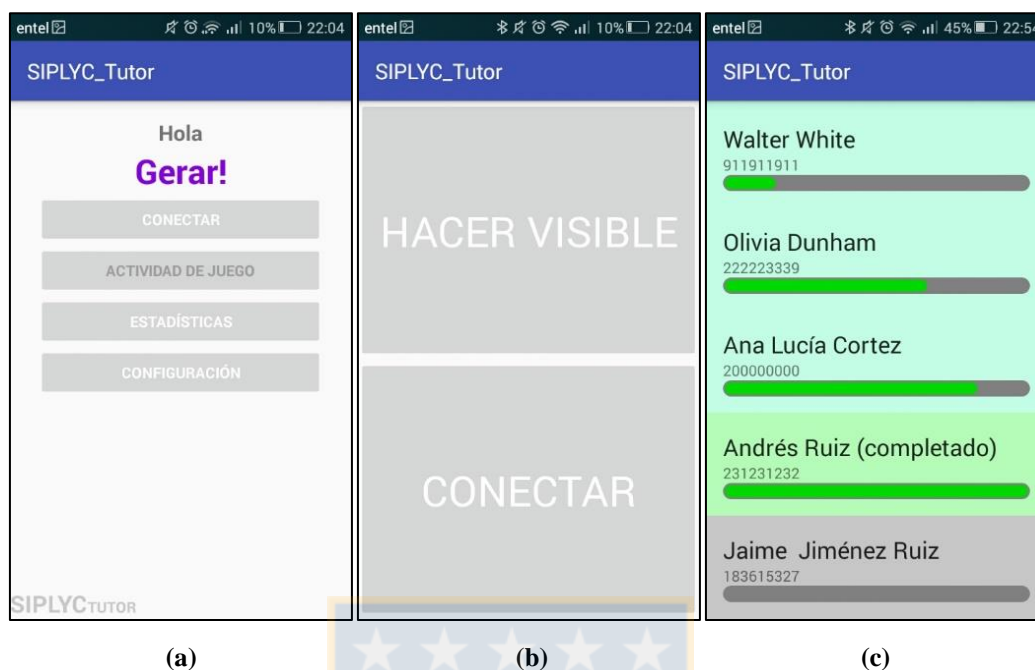 entel 10% 22:04
SIPLYC_Tutor
Hola
Gerar!
CONECTAR
ACTIVIDAD DE JUEGO
ESTADÍSTICAS
CONFIGURACIÓN
SIPLYCTUTOR
(a)
entel 10% 22:04
SIPLYC_Tutor
HACER VISIBLE
CONECTAR
(b)
entel 45% 22:54
SIPLYC_Tutor
Walter White
911911911
Olivia Dunham
222223339
Ana Lucía Cortez
200000000
Andrés Ruiz (completado)
231231232
Jaime Jiménez Ruiz
183615327
(c)